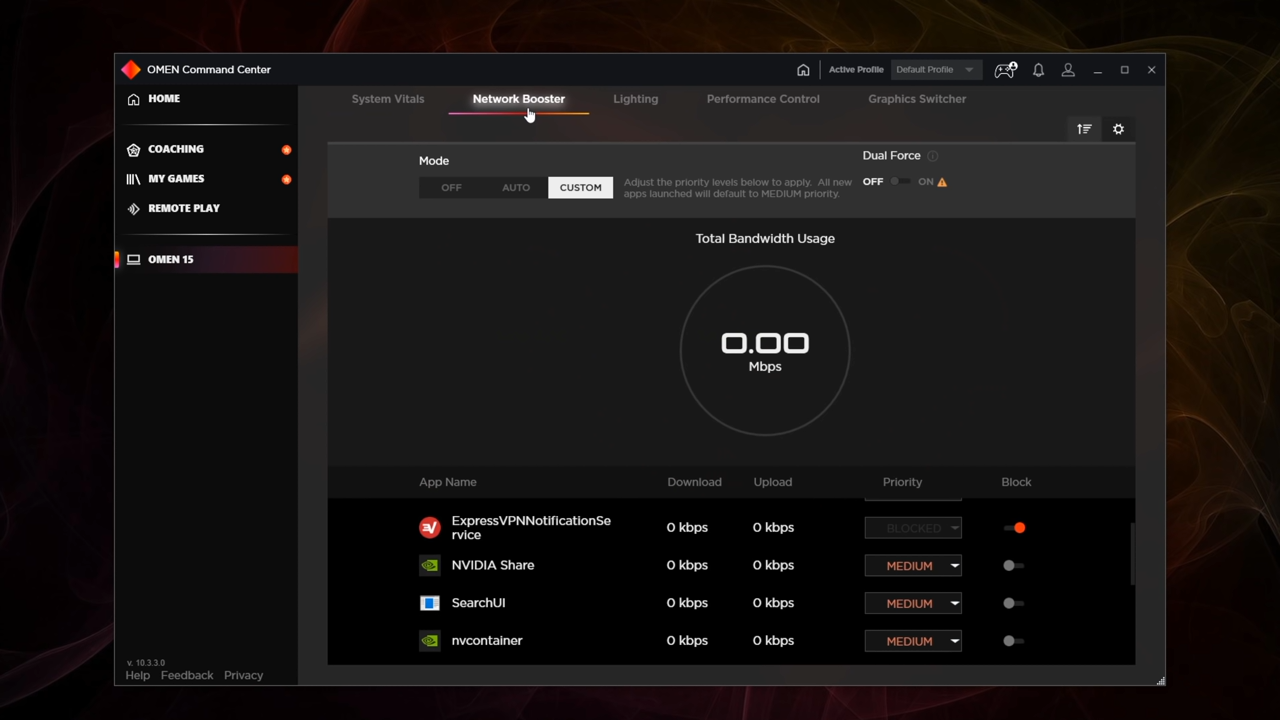 OMEN Command Center
Active Profile
Default Profile
HOME
COACHING
MY GAMES
REMOTE PLAY
OMEN 15
v. 10.3.3.0
Help Feedback Privacy
System Vitals Network Booster Lighting Performance Control Graphics Switcher
Mode
OFF AUTO CUSTOM
Adjust the priority levels below to apply. All new
apps launched will default to MEDIUM priority.
Dual Force
OFF ON
Total Bandwidth Usage
0.00
Mbps
App Name Download Upload Priority Block
ExpressVPNNotificationSe
rvice
0 kbps 0 kbps BLOCKED
NVIDIA Share 0 kbps 0 kbps MEDIUM
SearchUI 0 kbps 0 kbps MEDIUM
nvcontainer 0 kbps 0 kbps MEDIUM